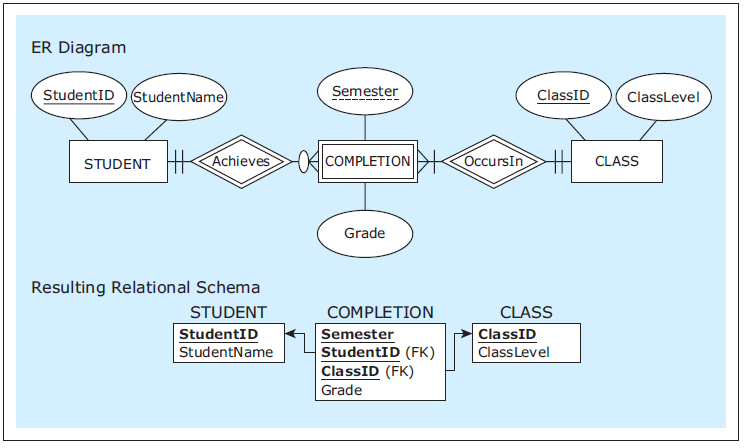 ER Diagram
StudentID
StudentName
Semester
ClassID
ClassLevel
STUDENT
Achieves
COMPLETION
OccursIn
CLASS
Grade
Resulting Relational Schema
STUDENT
StudentID
StudentName
COMPLETION
Semester
StudentID (FK)
ClassID (FK)
Grade
CLASS
ClassID
ClassLevel